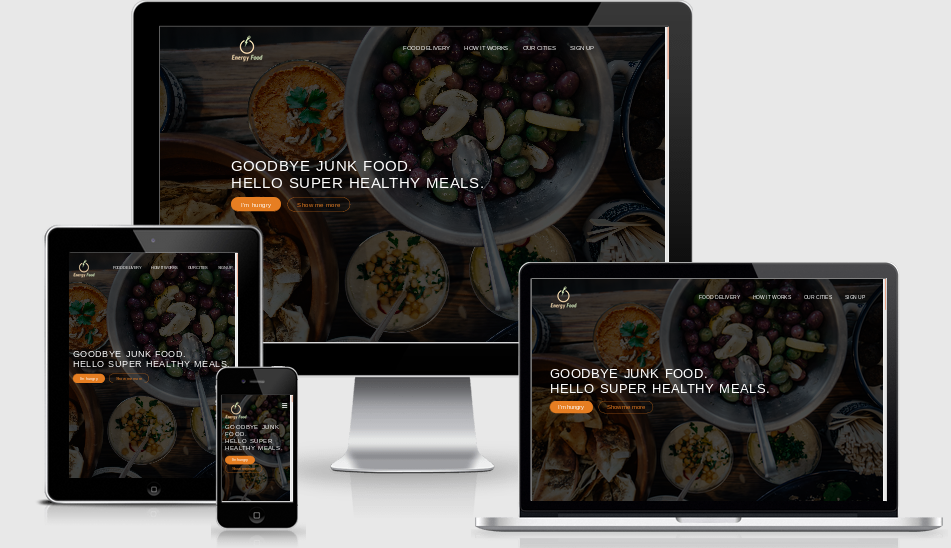 Energy Food
FOOD DELIVERY HOW IT WORKS OUR CITIES SIGN UP
GOODBYE JUNK FOOD.
HELLO SUPER HEALTHY MEALS.
I'm hungry Show me more
Energy Food
FOOD DELIVERY HOW IT WORKS OUR CITIES SIGN UP
GOODBYE JUNK FOOD.
HELLO SUPER HEALTHY MEALS.
I'm hungry Show me more
Energy Food
GOODBYE JUNK
FOOD.
HELLO SUPER
HEALTHY MEALS.
I'm hungry
Show me more
Energy Food
FOOD DELIVERY HOW IT WORKS OUR CITIES SIGN UP
GOODBYE JUNK FOOD.
HELLO SUPER HEALTHY MEALS.
I'm hungry Show me more